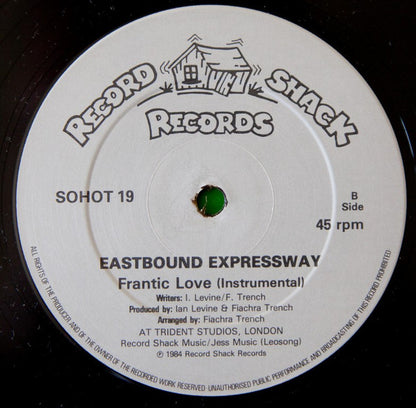 RECORD SHACK
RECORDS
SOHOT 19
B
Side
45 rpm
EASTBOUND EXPRESSWAY
Frantic Love (Instrumental)
Writers: I. Levine/F. Trench
Produced by: Ian Levine & Fiachra Trench
Arranged by: Fiachra Trench
AT TRIDENT STUDIOS, LONDON
Record Shack Music/Jess Music (Leosong)
℗ 1984 Record Shack Records
ALL RIGHTS OF THE PRODUCER AND OF THE OWNER OF THE RECORDED WORK RESERVED · UNAUTHORISED PUBLIC PERFORMANCE & BROADCASTING OF THIS RECORD PROHIBITED